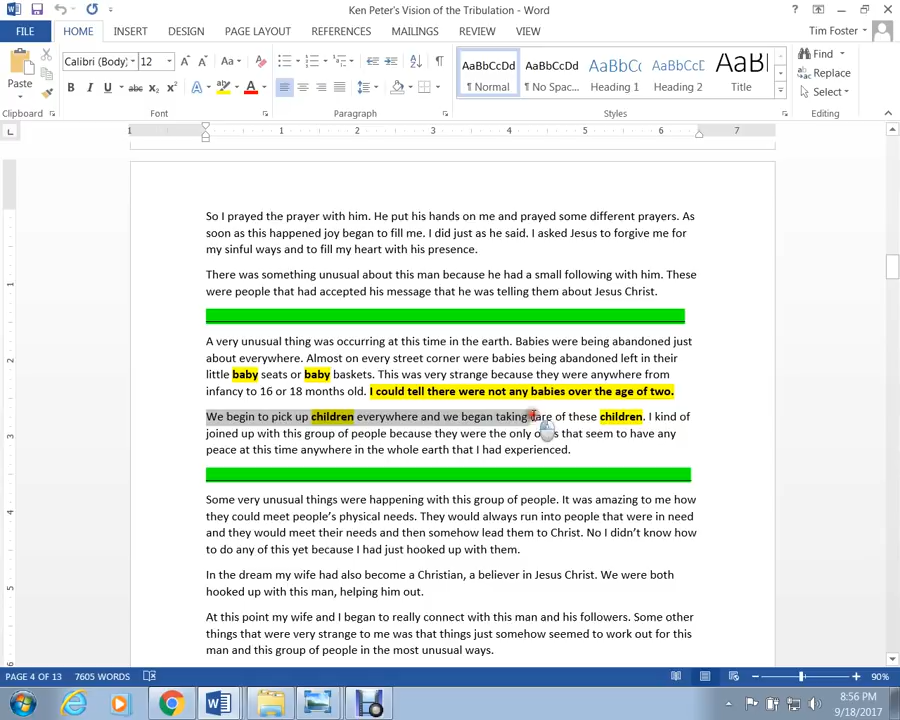 Ken Peter's Vision of the Tribulation - Word
FILE HOME INSERT DESIGN PAGE LAYOUT REFERENCES MAILINGS REVIEW VIEW Tim Foster
Paste
Calibri (Body) 12
Clipboard Font Paragraph Styles Editing
AaBbCcDd AaBbCcDd AaBbCc AaBbCcD AaB
¶ Normal ¶ No Spac... Heading 1 Heading 2 Title
Find
Replace
Select
1 1 2 3 4 5 6 7
So I prayed the prayer with him. He put his hands on me and prayed some different prayers. As
soon as this happened joy began to fill me. I did just as he said. I asked Jesus to forgive me for
my sinful ways and to fill my heart with his presence.
There was something unusual about this man because he had a small following with him. These
were people that had accepted his message that he was telling them about Jesus Christ.
A very unusual thing was occurring at this time in the earth. Babies were being abandoned just
about everywhere. Almost on every street corner were babies being abandoned left in their
little baby seats or baby baskets. This was very strange because they were anywhere from
infancy to 16 or 18 months old. I could tell there were not any babies over the age of two.
We begin to pick up children everywhere and we began taking care of these children. I kind of
joined up with this group of people because they were the only ones that seem to have any
peace at this time anywhere in the whole earth that I had experienced.
Some very unusual things were happening with this group of people. It was amazing to me how
they could meet people's physical needs. They would always run into people that were in need
and they would meet their needs and then somehow lead them to Christ. No I didn't know how
to do any of this yet because I had just hooked up with them.
In the dream my wife had also become a Christian, a believer in Jesus Christ. We were both
hooked up with this man, helping him out.
At this point my wife and I began to really connect with this man and his followers. Some other
things that were very strange to me was that things just somehow seemed to work out for this
man and this group of people in the most unusual ways.
PAGE 4 OF 13 7605 WORDS 90%
8:56 PM
9/18/2017